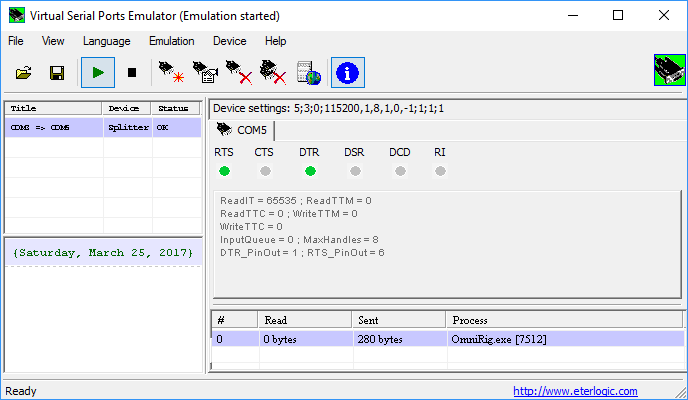 Virtual Serial Ports Emulator (Emulation started)
File View Language Emulation Device Help
Title Device Status
COM3 => COM5 Splitter OK
{Saturday, March 25, 2017}
Device settings: 5;3;0;115200,1,8,1,0,-1;1;1;1
COM5
RTS CTS DTR DSR DCD RI
ReadIT = 65535 ; ReadTTM = 0
ReadTTC = 0 ; WriteTTM = 0
WriteTTC = 0
InputQueue = 0 ; MaxHandles = 8
DTR_PinOut = 1 ; RTS_PinOut = 6
# Read Sent Process
0 0 bytes 280 bytes OmniRig.exe [7512]
Ready http://www.eterlogic.com